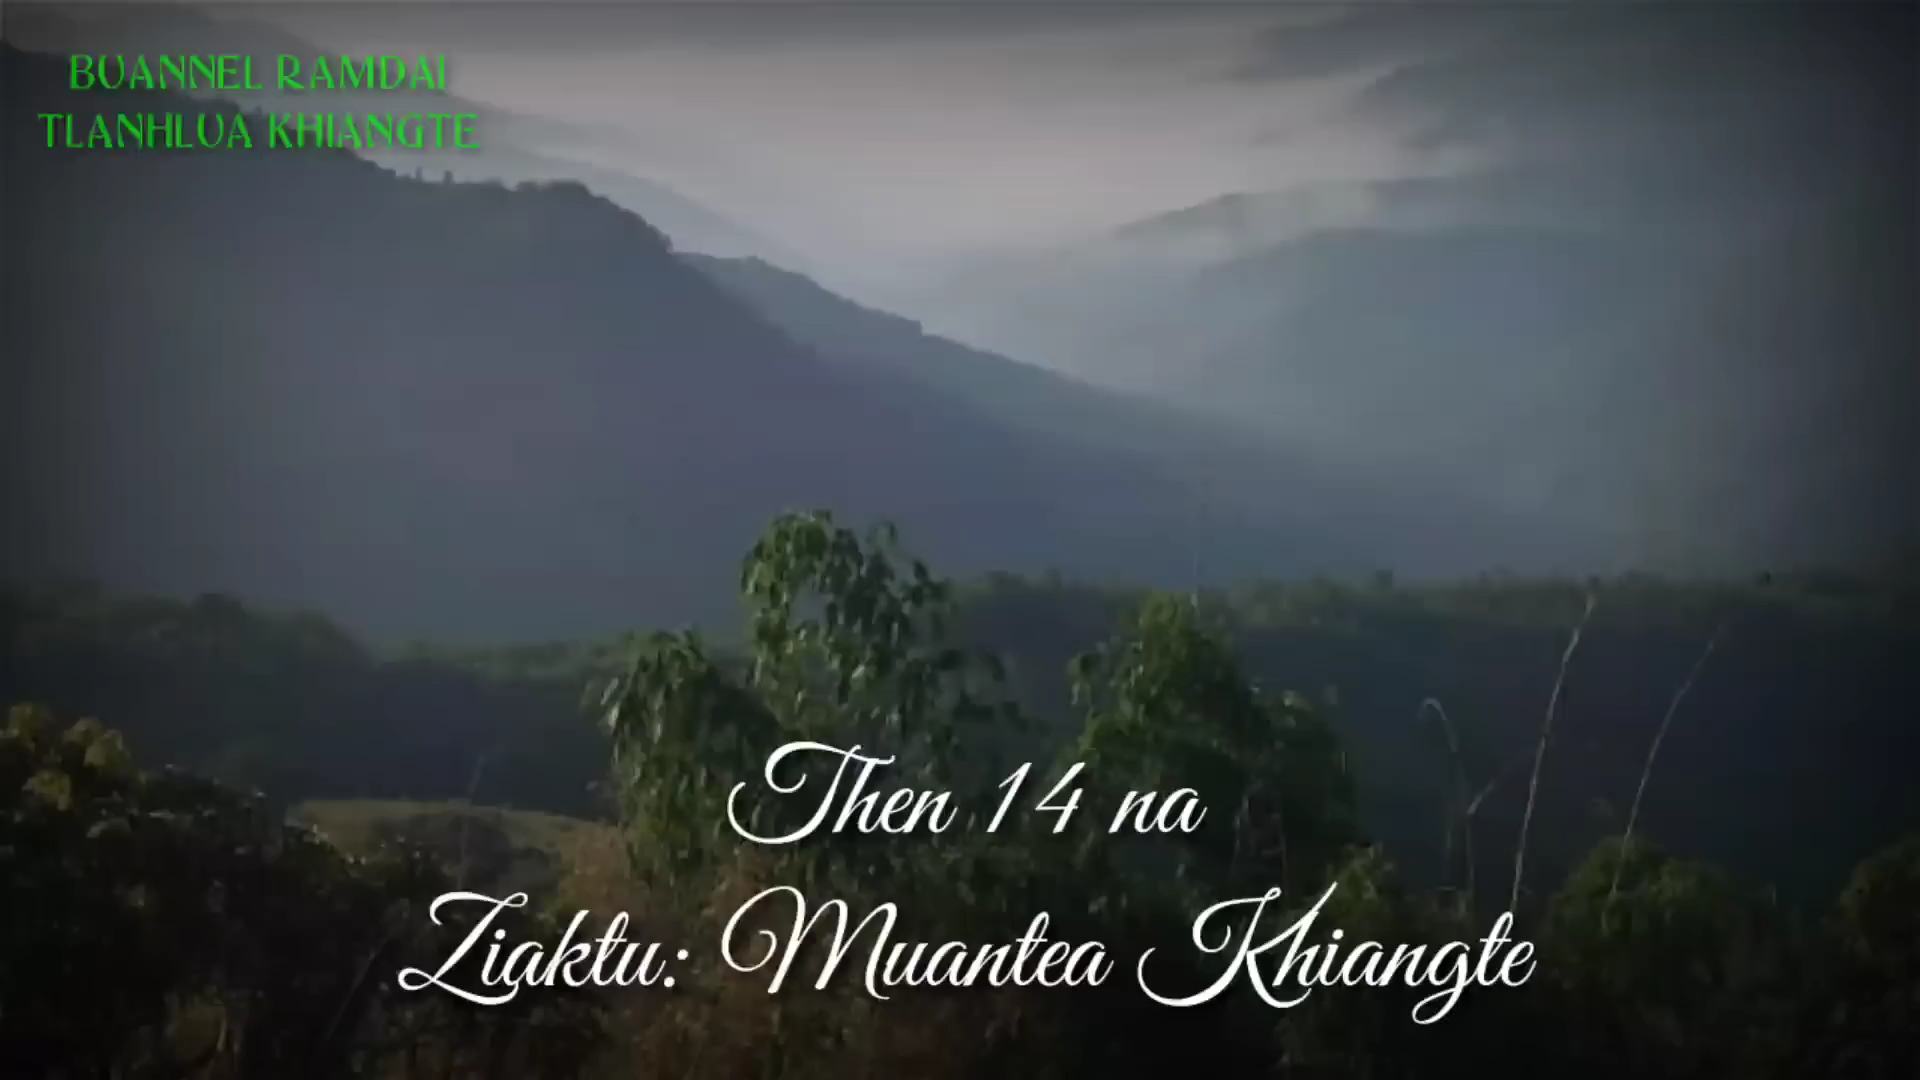 BUANNEL RAMDAI
TLANHLUA KHIANGTE
Then 14 na
Ziaktu: Muantea Khiangte